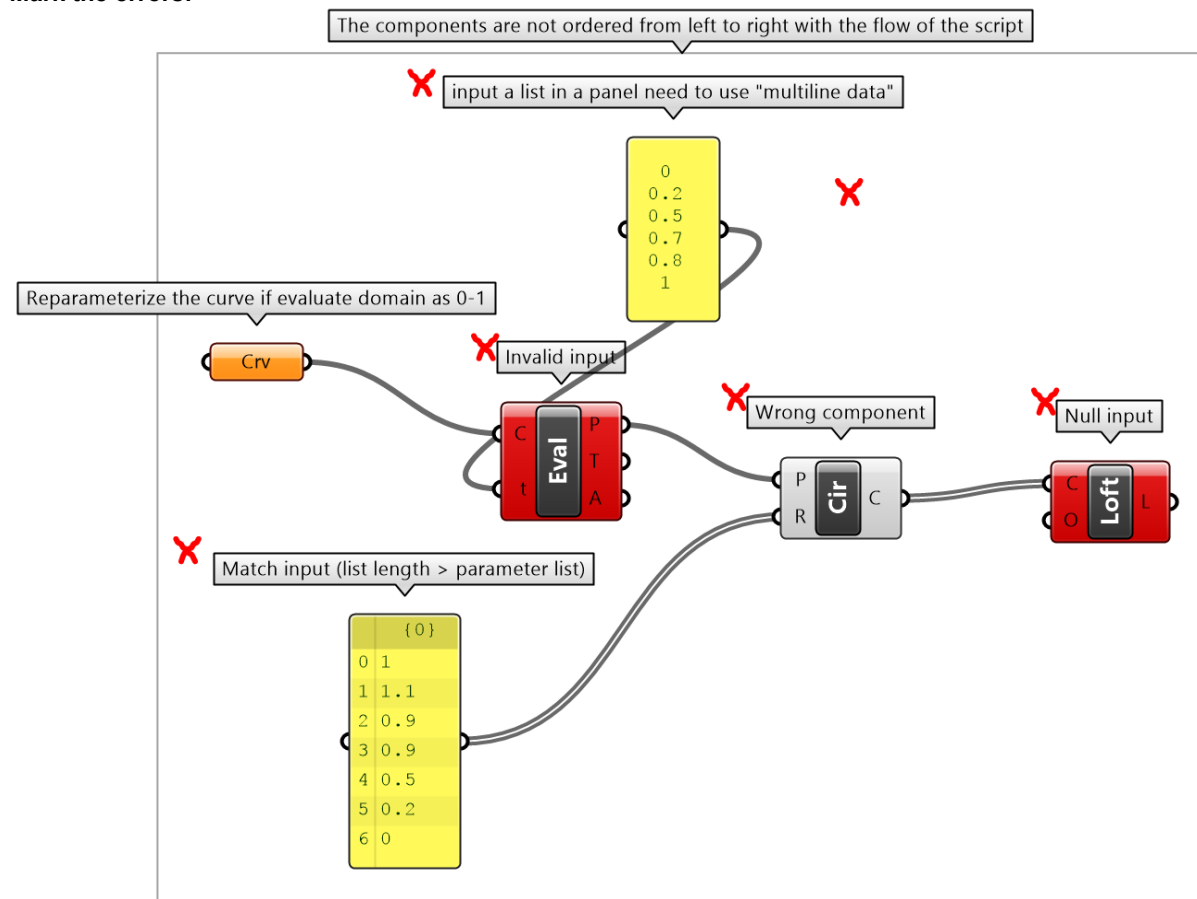 The components are not ordered from left to right with the flow of the script
input a list in a panel need to use "multiline data"
0
0.2
0.5
0.7
0.8
1
Reparameterize the curve if evaluate domain as 0-1
Crv
Invalid input
C
t
Eval
P
T
A
Wrong component
P
R
Cir
C
Null input
C
O
Loft
L
Match input (list length > parameter list)
{0}
0 1
1 1.1
2 0.9
3 0.9
4 0.5
5 0.2
6 0